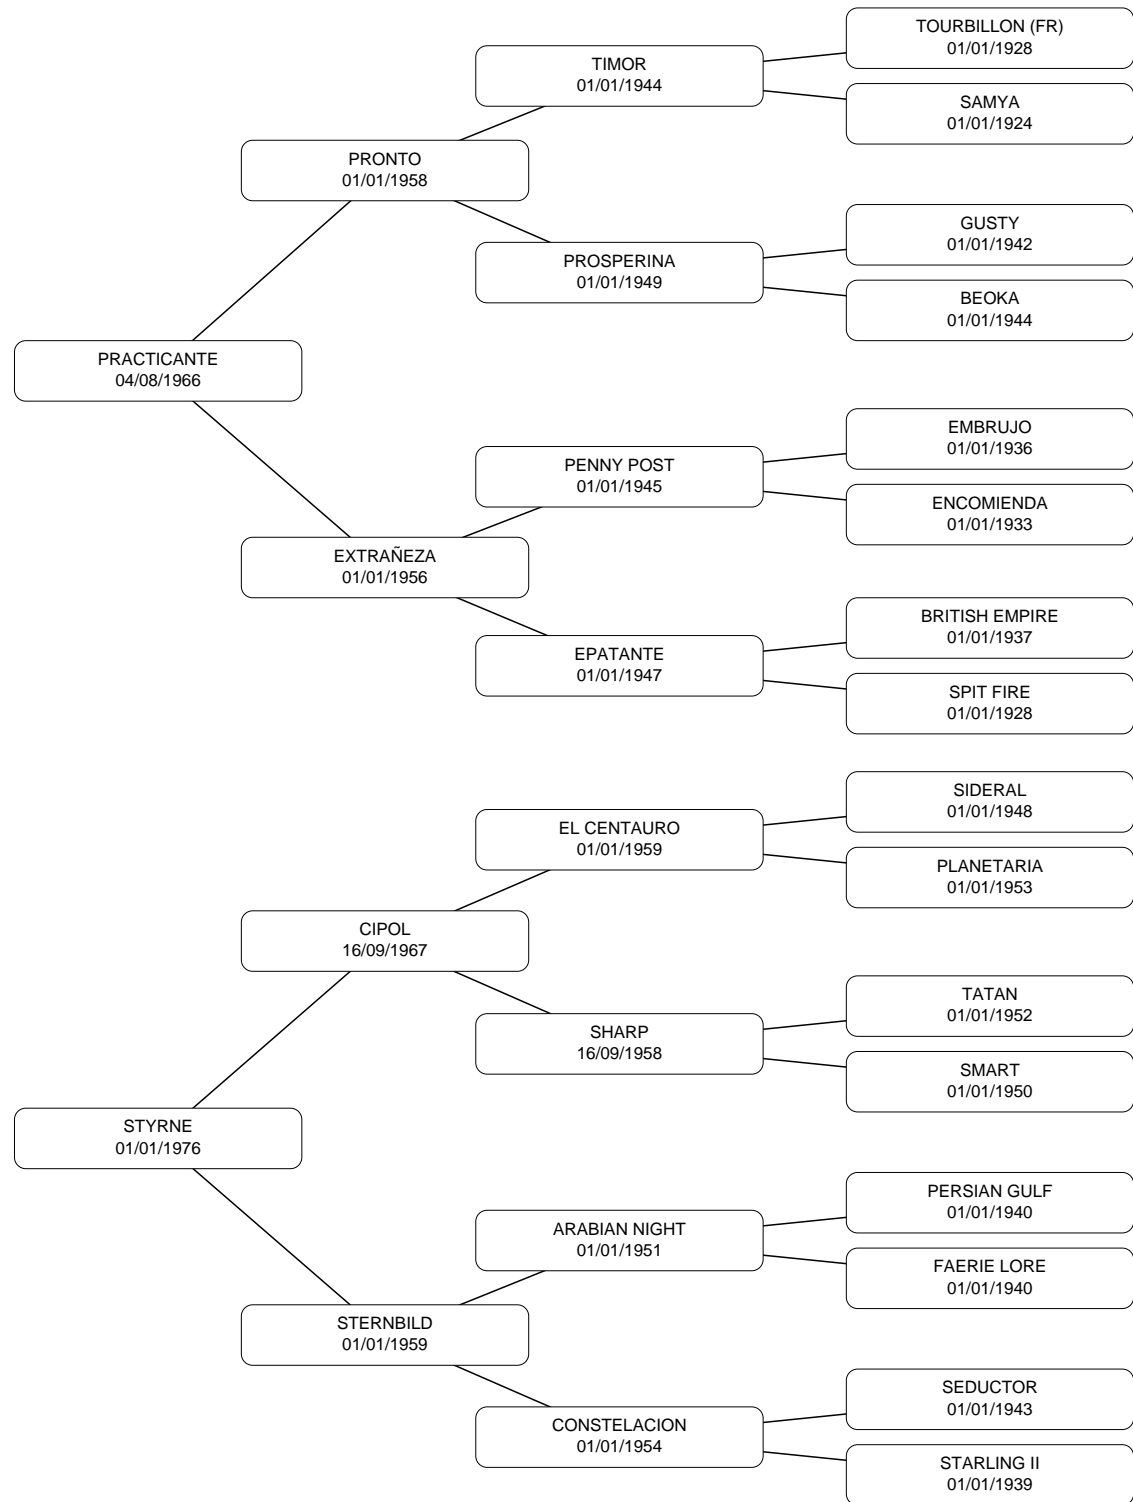 TOURBILLON (FR)
01/01/1928
TIMOR
01/01/1944
SAMYA
01/01/1924
PRONTO
01/01/1958
GUSTY
01/01/1942
PROSPERINA
01/01/1949
BEOKA
01/01/1944
PRACTICANTE
04/08/1966
EMBRUJO
01/01/1936
PENNY POST
01/01/1945
ENCOMIENDA
01/01/1933
EXTRAÑEZA
01/01/1956
BRITISH EMPIRE
01/01/1937
EPATANTE
01/01/1947
SPIT FIRE
01/01/1928
SIDERAL
01/01/1948
EL CENTAURO
01/01/1959
PLANETARIA
01/01/1953
CIPOL
16/09/1967
TATAN
01/01/1952
SHARP
16/09/1958
SMART
01/01/1950
STYRNE
01/01/1976
PERSIAN GULF
01/01/1940
ARABIAN NIGHT
01/01/1951
FAERIE LORE
01/01/1940
STERNBILD
01/01/1959
SEDUCTOR
01/01/1943
CONSTELACION
01/01/1954
STARLING II
01/01/1939